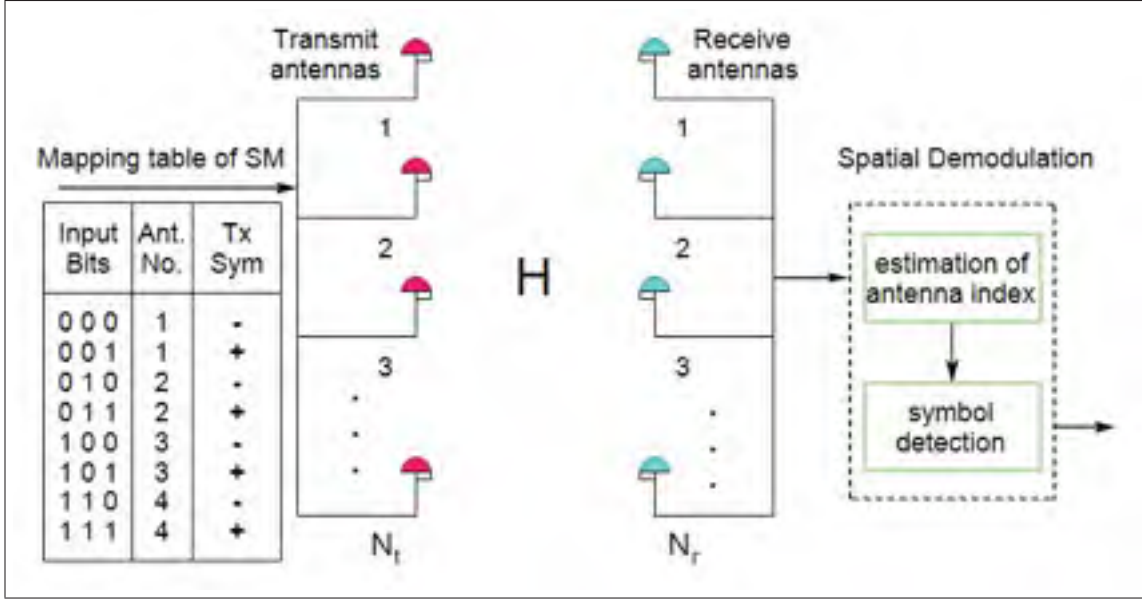 Transmit
antennas
Receive
antennas
1
1
Mapping table of SM
Spatial Demodulation
Input
Bits
Ant.
No.
Tx
Sym
2
H
2
estimation of
antenna index
0 0 0 1 -
0 0 1 1 +
0 1 0 2 -
0 1 1 2 +
1 0 0 3 -
1 0 1 3 +
1 1 0 4 -
1 1 1 4 +
3
3
symbol
detection
Nt
Nr